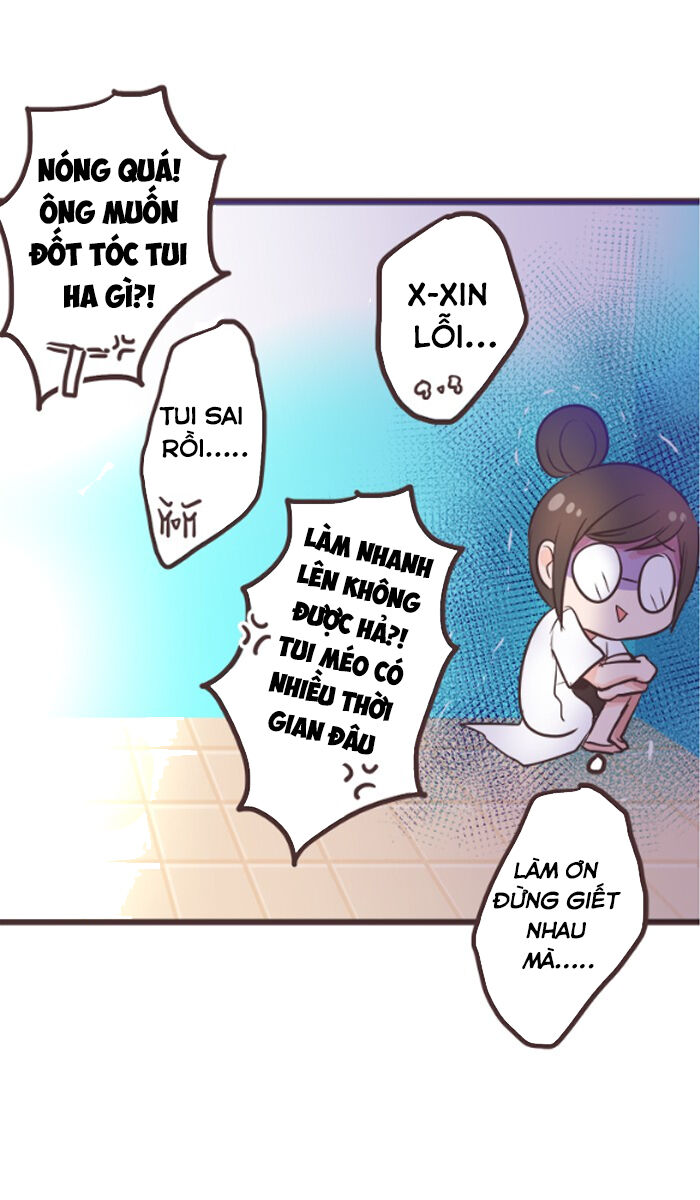 NÓNG QUÁ!
ÔNG MUỐN
ĐỐT TÓC TUI
HA GÌ?!
X-XIN
LỖI...
TUI SAI
RỒI.....
LÀM NHANH
LÊN KHÔNG
ĐƯỢC HẢ?!
TUI MÉO CÓ
NHIỀU THỜI
GIAN ĐÂU
LÀM ƠN
ĐỪNG GIẾT
NHAU
MÀ.....